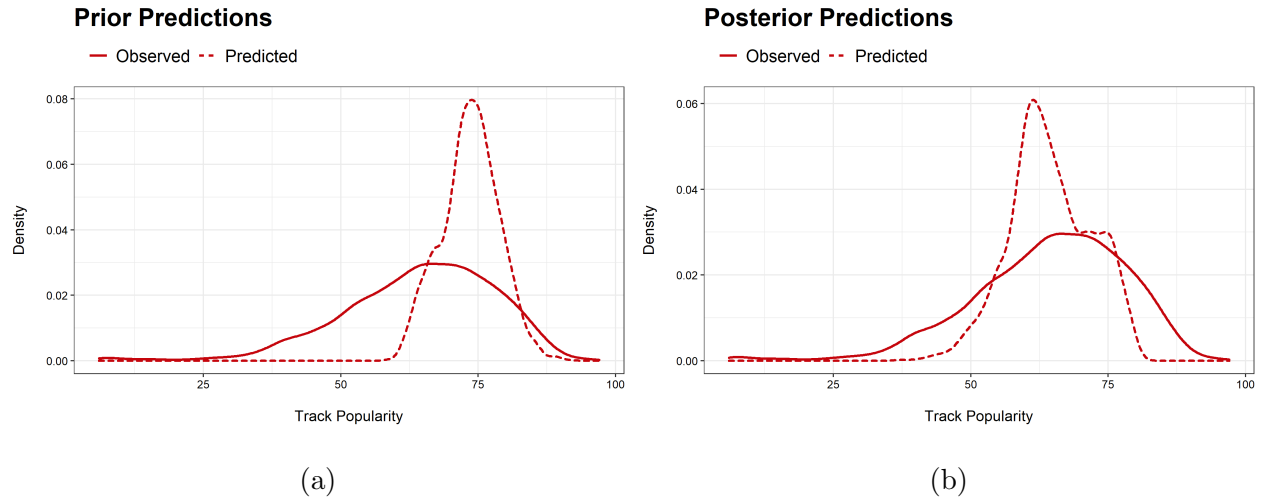 Prior Predictions
Observed Predicted
0.08
0.06
0.04
0.02
0.00
Density
25 50 75 100
Track Popularity
(a)
Posterior Predictions
Observed Predicted
0.06
0.04
0.02
0.00
Density
25 50 75 100
Track Popularity
(b)